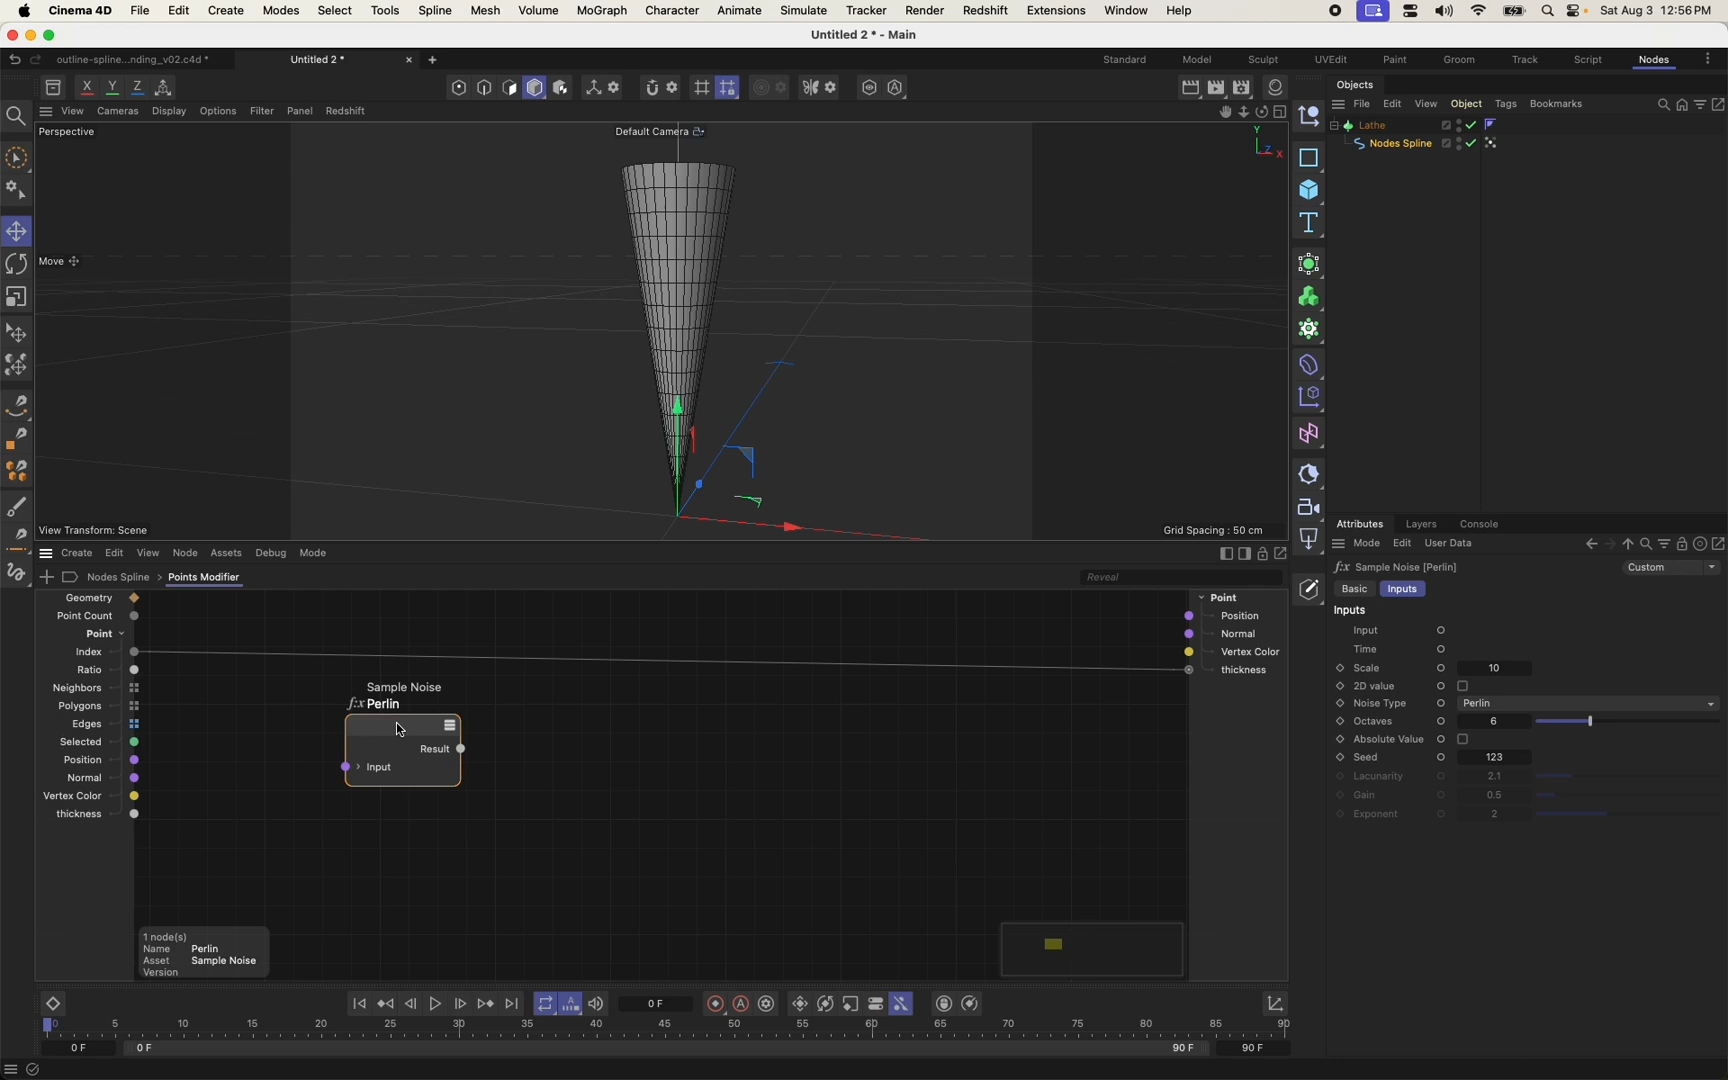 Cinema 4D File Edit Create Modes Select Tools Spline Mesh Volume MoGraph Character Animate Simulate Tracker Render Redshift Extensions Window Help Sat Aug 3 12:56 PM
Untitled 2 * - Main
outline-spline...nding_v02.c4d * Untitled 2 * × + Standard Model Sculpt UVEdit Paint Groom Track Script Nodes
X Y Z
Objects
View Cameras Display Options Filter Panel Redshift
File Edit View Object Tags Bookmarks
Perspective Default Camera
Y
Z X
Lathe
Nodes Spline
Move
View Transform: Scene Grid Spacing : 50 cm
Create Edit View Node Assets Debug Mode
Nodes Spline > Points Modifier Reveal
Geometry
Point Count
Point
Index
Ratio
Neighbors
Polygons
Edges
Selected
Position
Normal
Vertex Color
thickness
Sample Noise
f:x Perlin
Result
Input
Point
Position
Normal
Vertex Color
thickness
1 node(s)
Name Perlin
Asset Sample Noise
Version
Attributes Layers Console
Mode Edit User Data
f:x Sample Noise [Perlin] Custom
Basic Inputs
Inputs
Input
Time
Scale 10
2D value
Noise Type Perlin
Octaves 6
Absolute Value
Seed 123
Lacunarity 2.1
Gain 0.5
Exponent 2
0 F
0 5 10 15 20 25 30 35 40 45 50 55 60 65 70 75 80 85 90
0 F 0 F 90 F 90 F